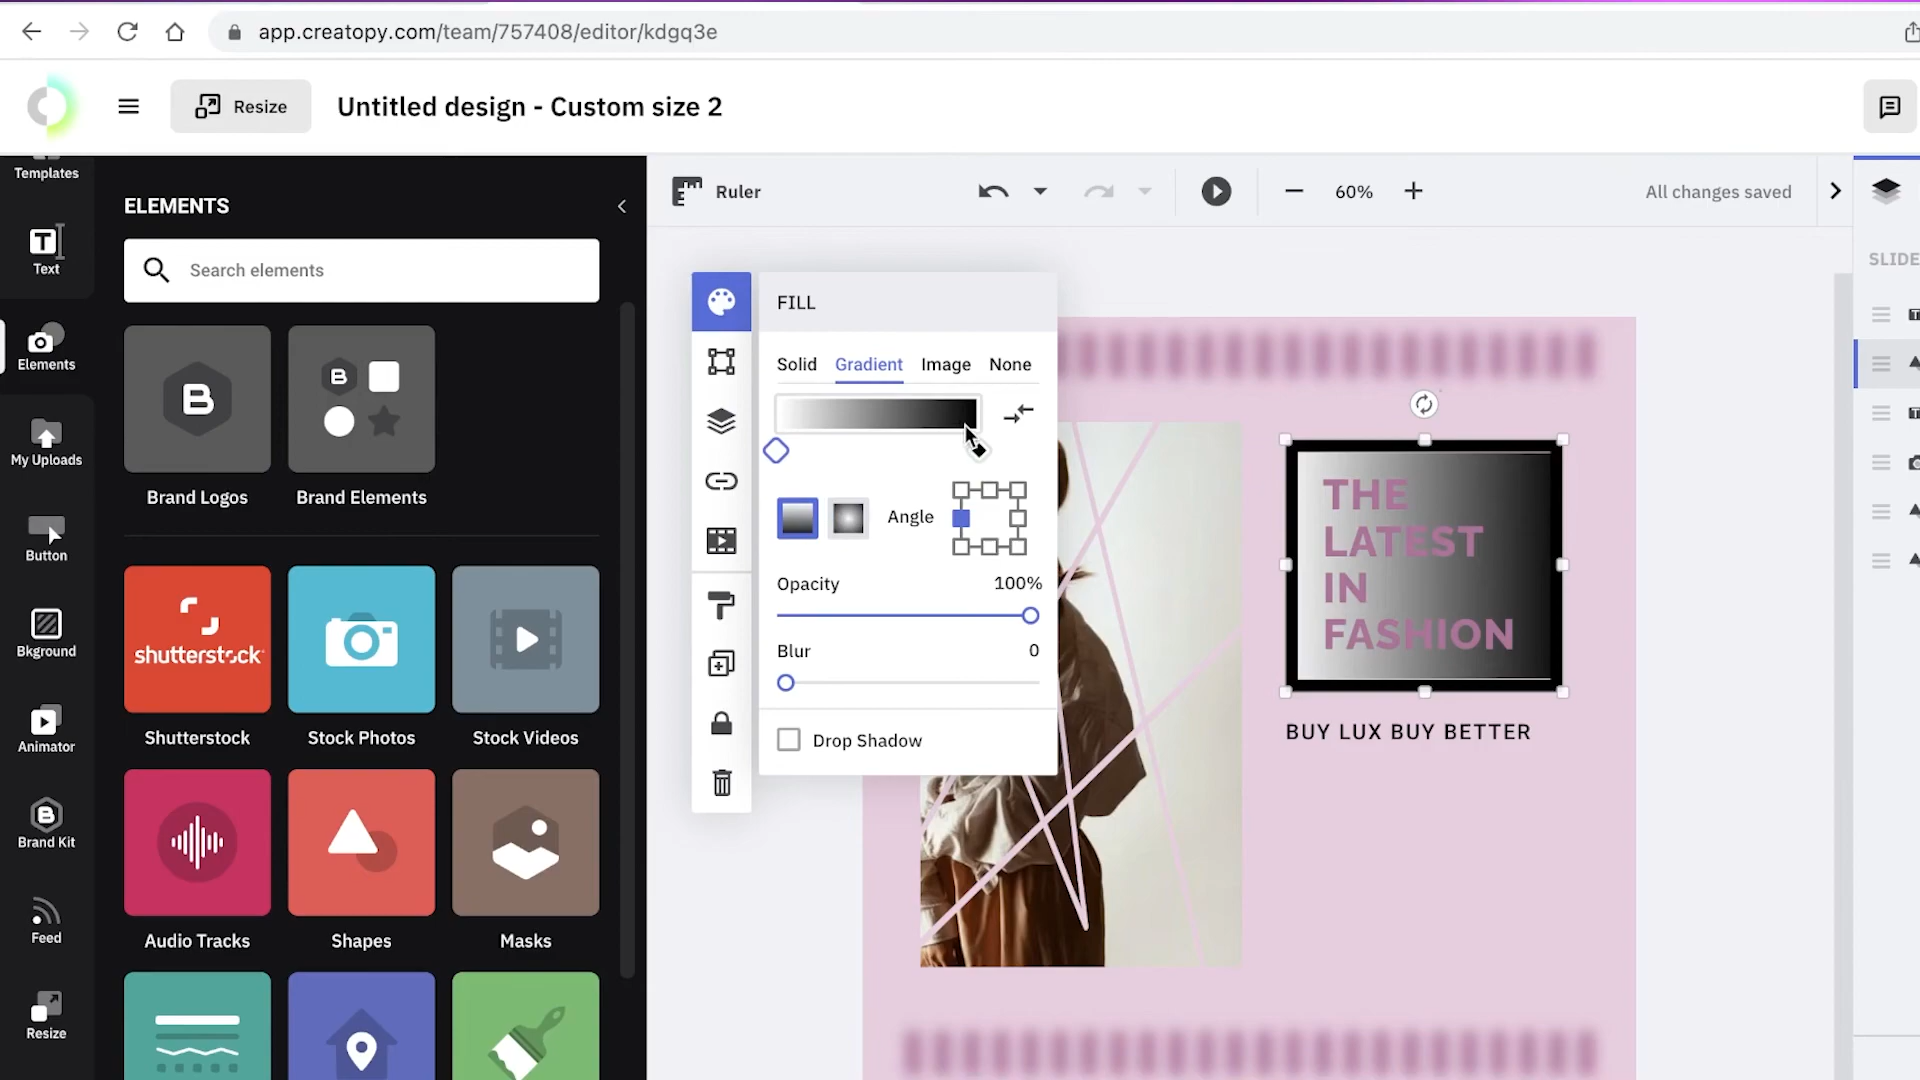 app.creatopy.com/team/757408/editor/kdgq3e
Resize
Untitled design - Custom size 2
Templates
Text
Elements
My Uploads
Button
Bkground
Animator
Brand Kit
Feed
Resize
ELEMENTS
Search elements
B
B
Brand Logos
Brand Elements
shutterstock
Shutterstock
Stock Photos
Stock Videos
Audio Tracks
Shapes
Masks
Ruler
60%
All changes saved
SLIDE
FILL
Solid
Gradient
Image
None
Angle
Opacity
100%
Blur
0
Drop Shadow
THE
LATEST
IN
FASHION
BUY LUX BUY BETTER